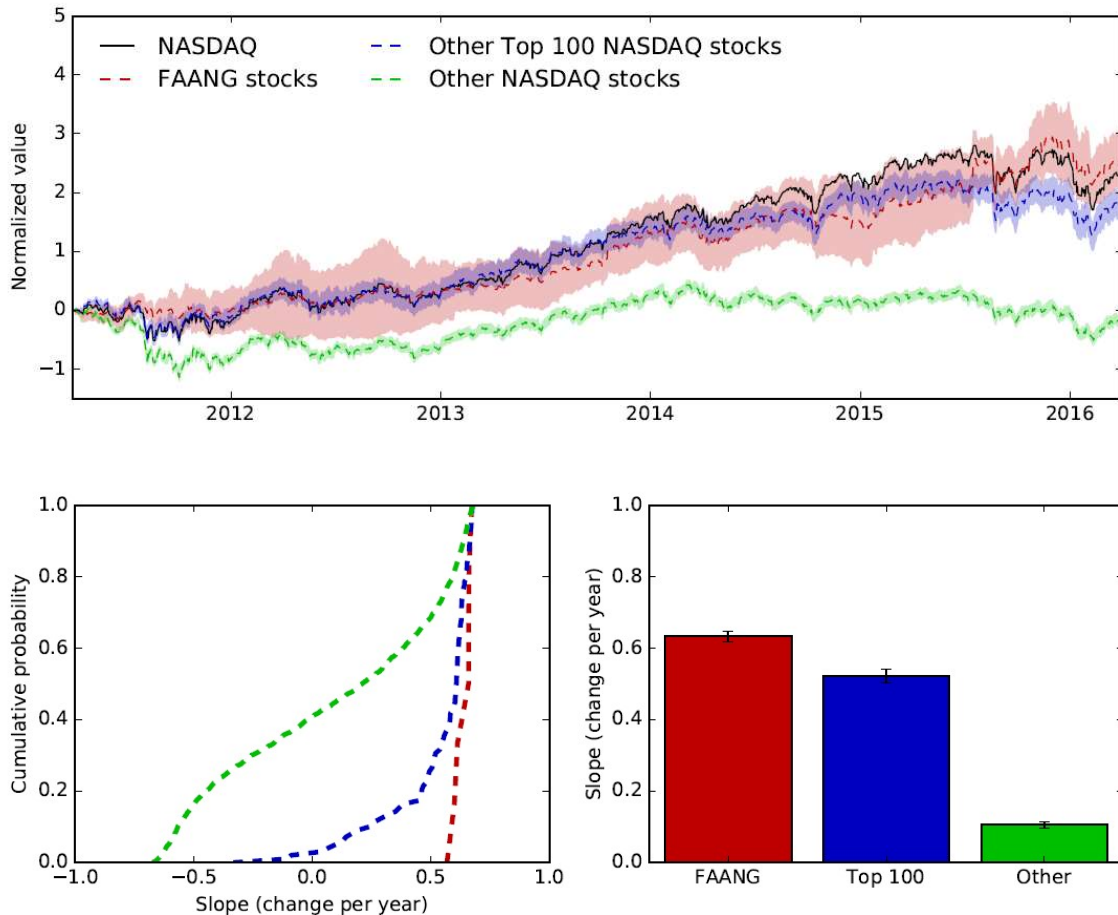 5
4
3
2
1
0
−1
Normalized value
NASDAQ
FAANG stocks
Other Top 100 NASDAQ stocks
Other NASDAQ stocks
2012 2013 2014 2015 2016
1.0
0.8
0.6
0.4
0.2
0.0
Cumulative probability
−1.0 −0.5 0.0 0.5 1.0
Slope (change per year)
1.0
0.8
0.6
0.4
0.2
0.0
Slope (change per year)
FAANG Top 100 Other